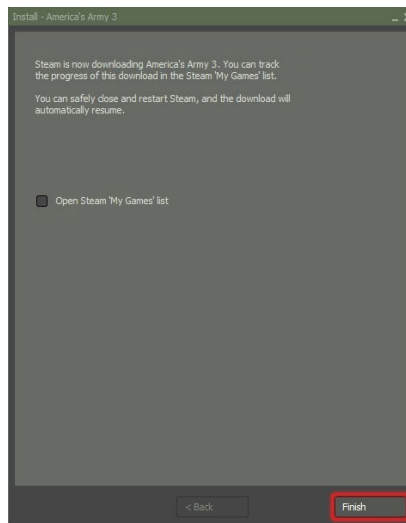 Install - America's Army 3
Steam is now downloading America's Army 3. You can track
the progress of this download in the Steam 'My Games' list.
You can safely close and restart Steam, and the download will
automatically resume.
Open Steam 'My Games' list
< Back
Finish